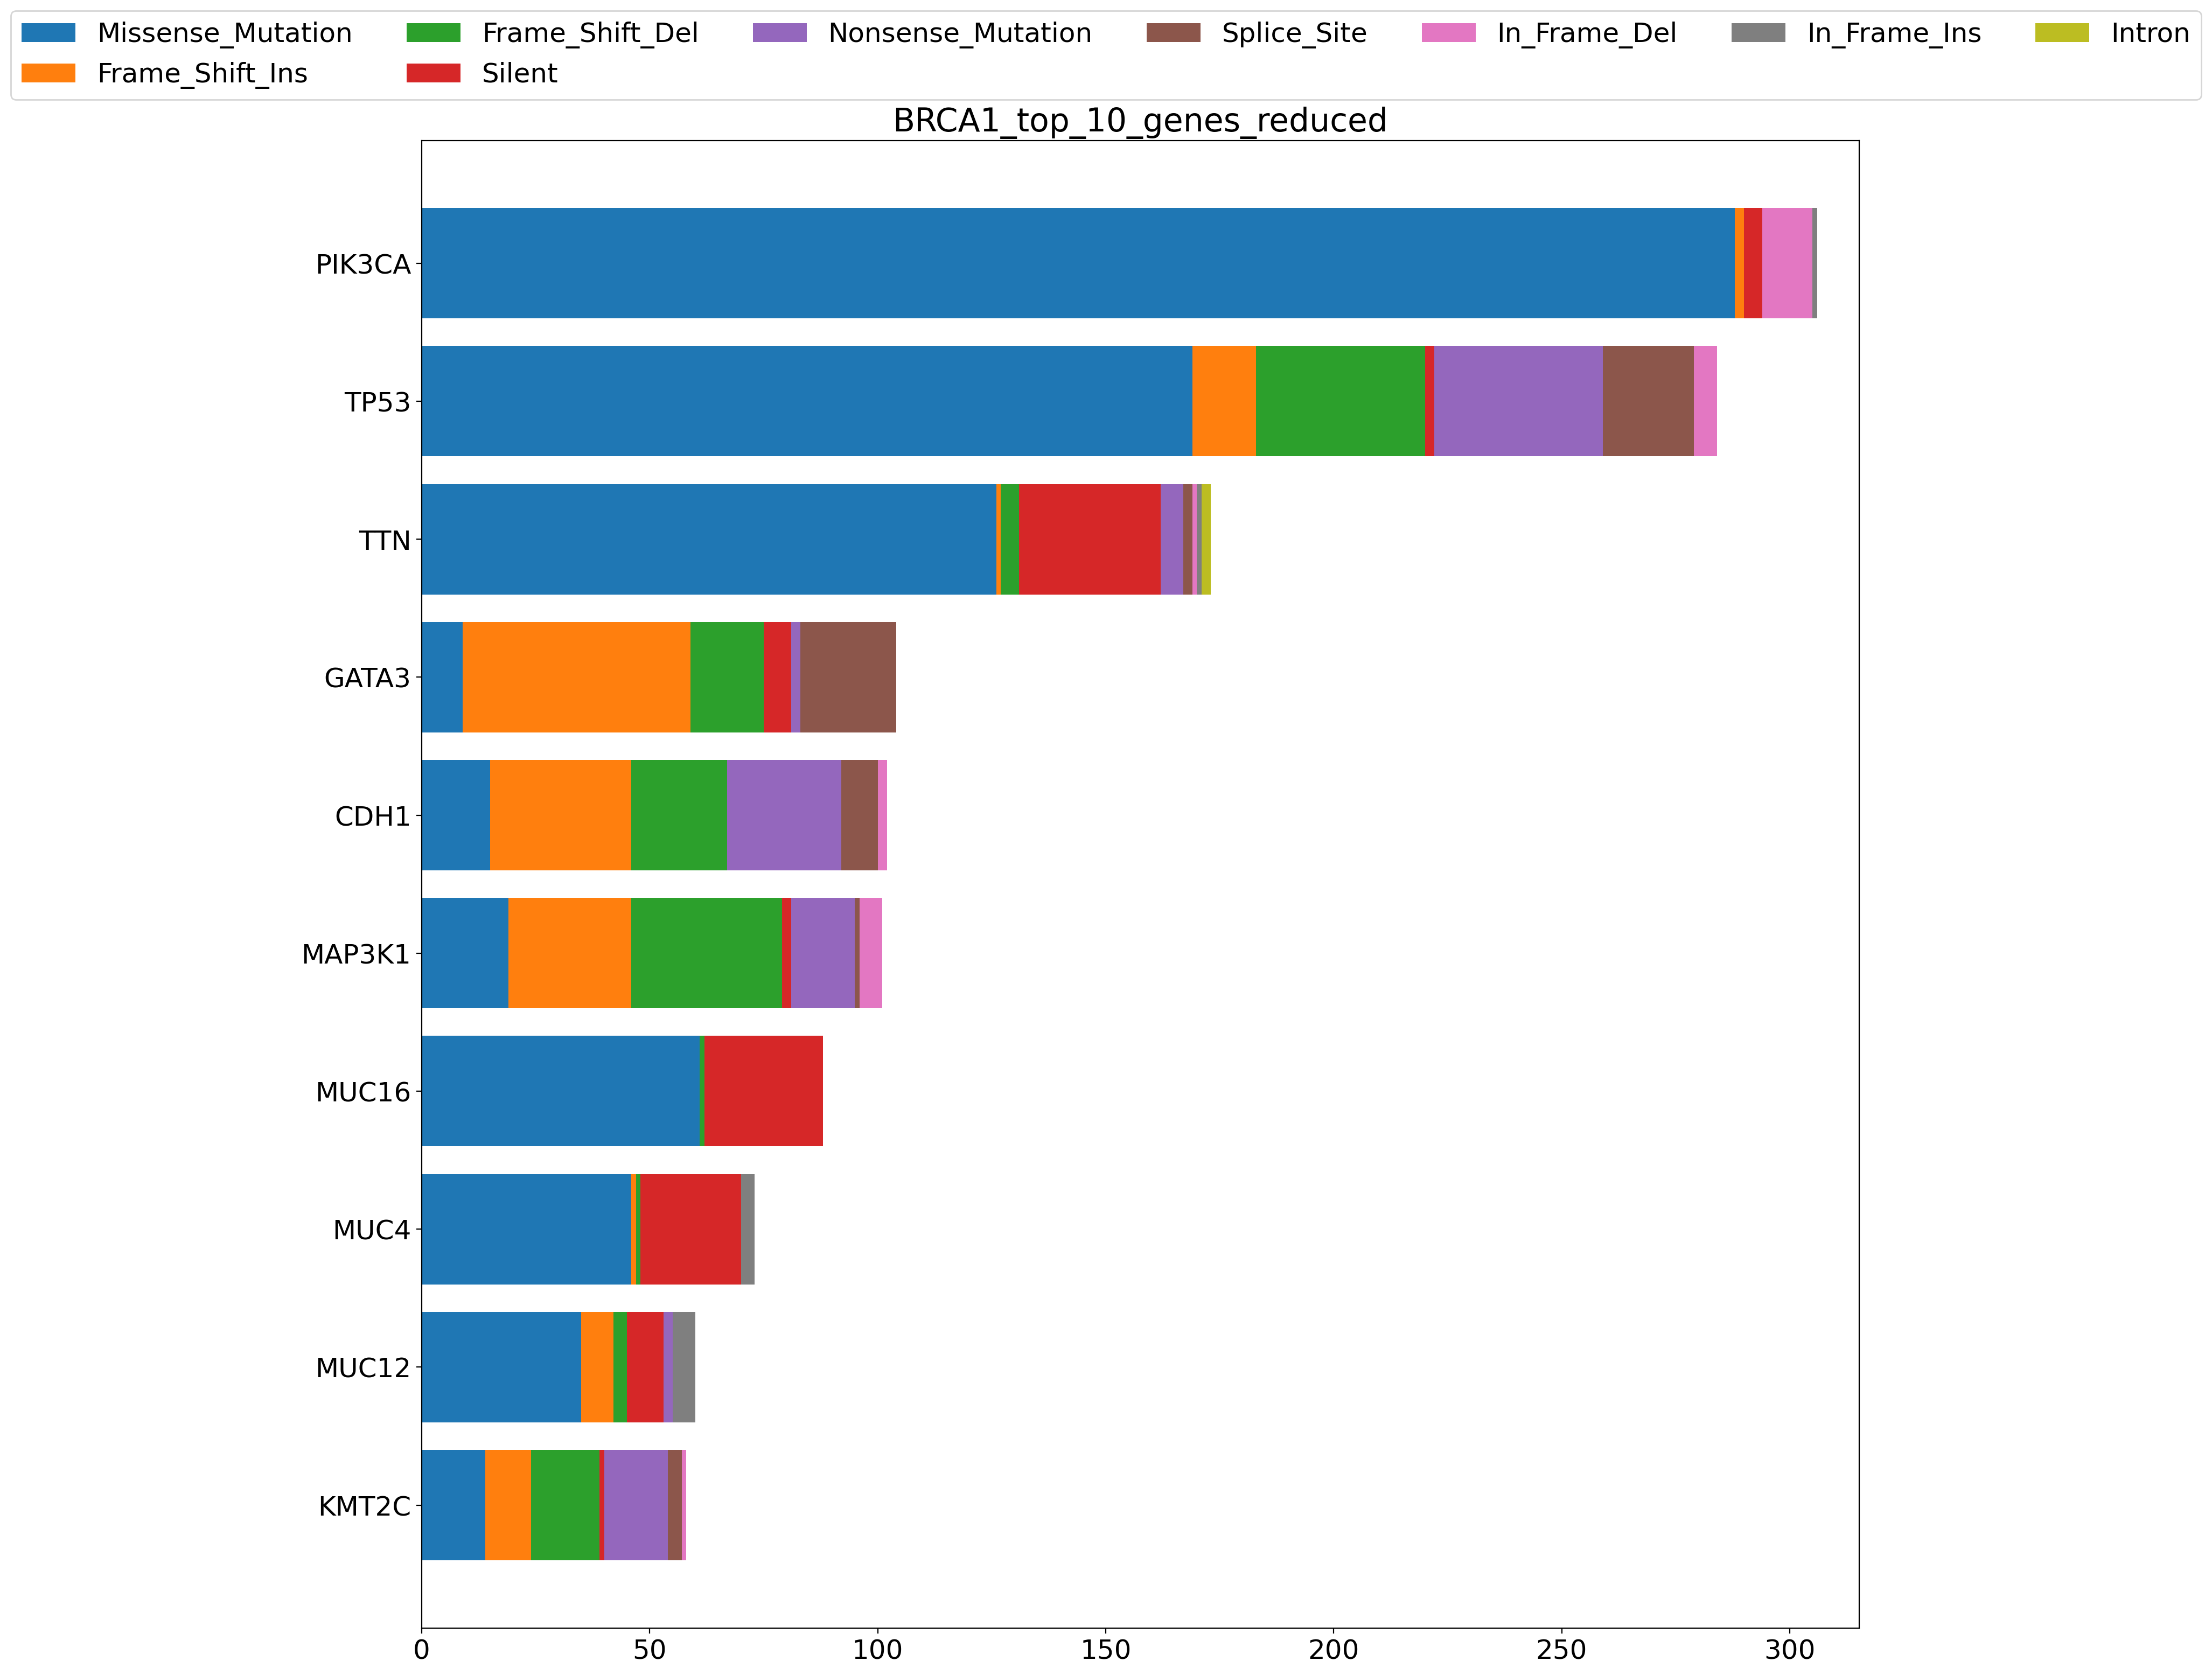 Missense_Mutation Frame_Shift_Del Nonsense_Mutation Splice_Site In_Frame_Del In_Frame_Ins Intron
Frame_Shift_Ins Silent
BRCA1_top_10_genes_reduced
PIK3CA
TP53
TTN
GATA3
CDH1
MAP3K1
MUC16
MUC4
MUC12
KMT2C
0 50 100 150 200 250 300